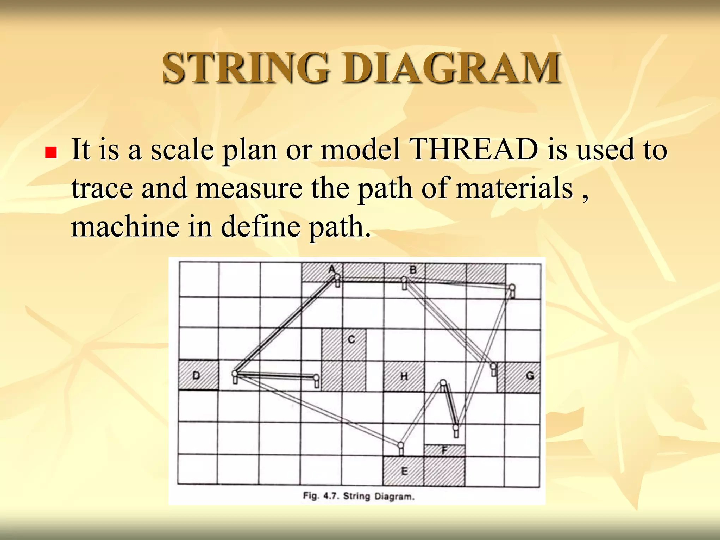 STRING DIAGRAM
It is a scale plan or model THREAD is used to
trace and measure the path of materials ,
machine in define path.
A B
C
D H G
F
E
Fig. 4.7. String Diagram.